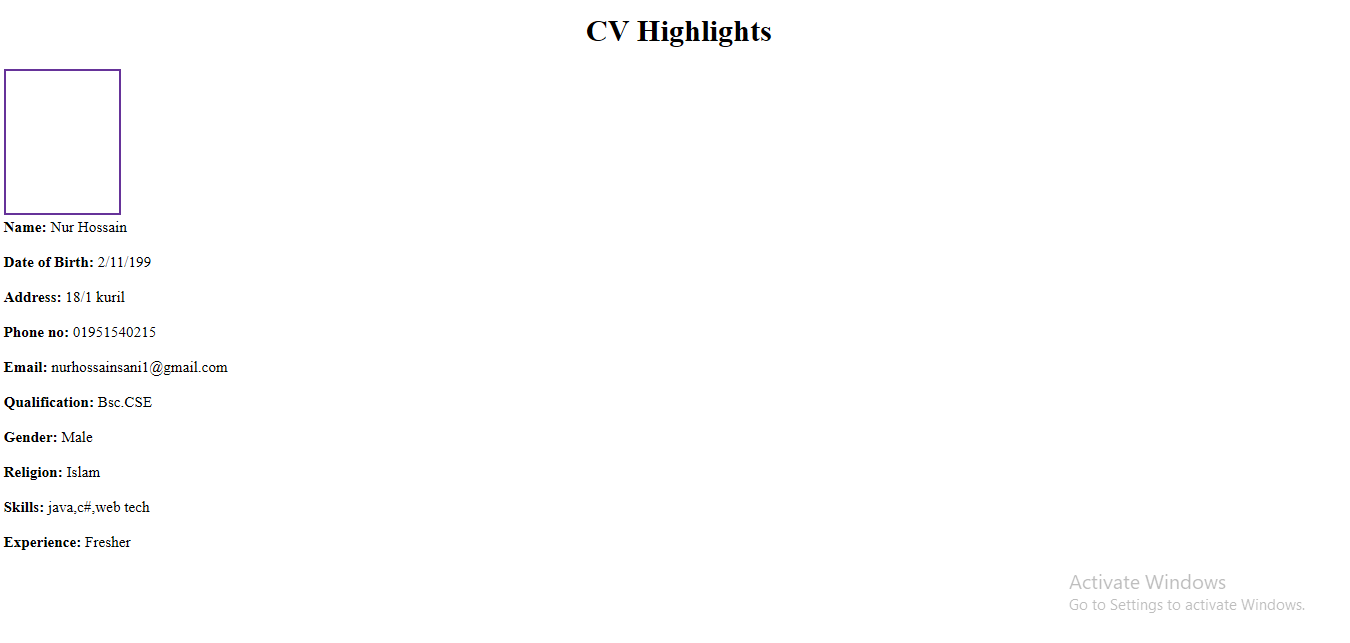 CV Highlights
Name: Nur Hossain
Date of Birth: 2/11/199
Address: 18/1 kuril
Phone no: 01951540215
Email: nurhossainsani1@gmail.com
Qualification: Bsc.CSE
Gender: Male
Religion: Islam
Skills: java,c#,web tech
Experience: Fresher
Activate Windows
Go to Settings to activate Windows.